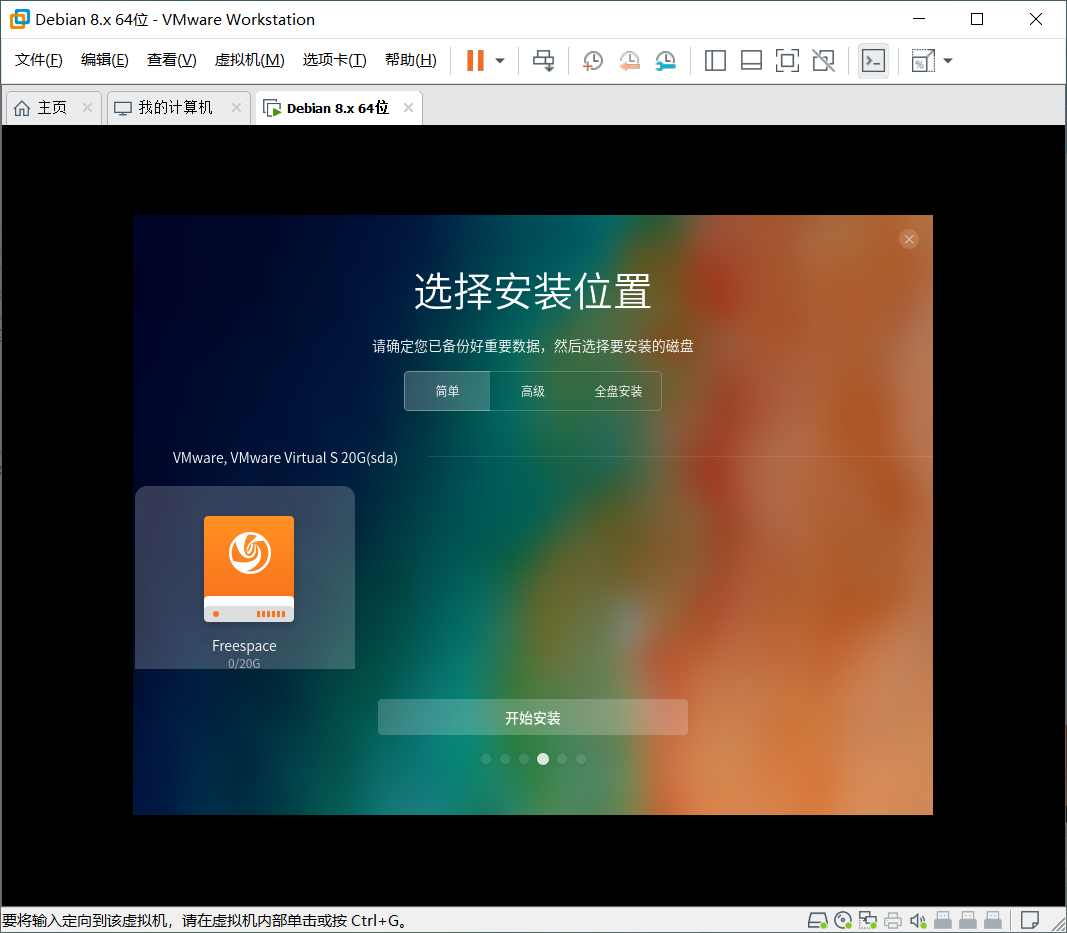 Debian 8.x 64位 - VMware Workstation
文件(F) 编辑(E) 查看(V) 虚拟机(M) 选项卡(T) 帮助(H)
主页 我的计算机 Debian 8.x 64位
选择安装位置
请确定您已备份好重要数据，然后选择要安装的磁盘
简单 高级 全盘安装
VMware, VMware Virtual S 20G(sda)
Freespace
0/20G
开始安装
要将输入定向到该虚拟机，请在虚拟机内部单击或按 Ctrl+G。